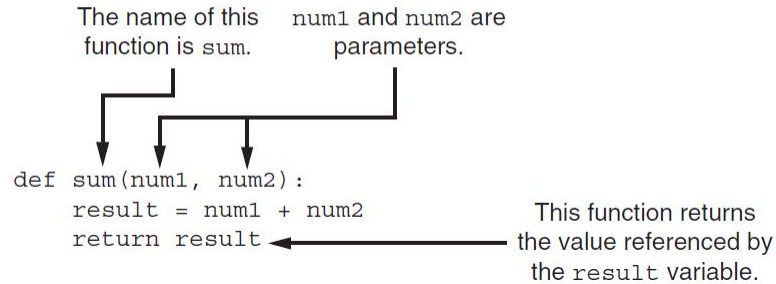 The name of this
function is sum.
num1 and num2 are
parameters.
def sum(num1, num2):
result = num1 + num2
return result
This function returns
the value referenced by
the result variable.